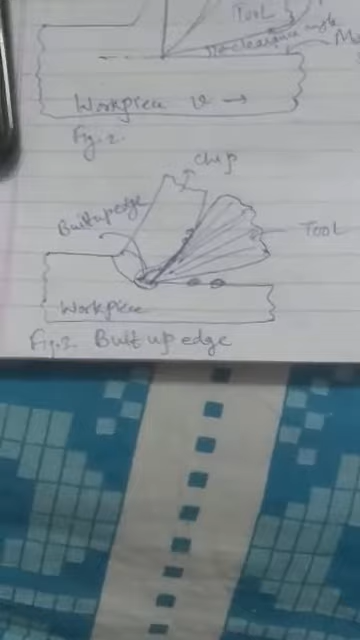 Tool
clearance angle
Workpiece v →
Fig. 2.
chip
Built up edge
Tool
Workpiece
Fig. 3. Built up edge